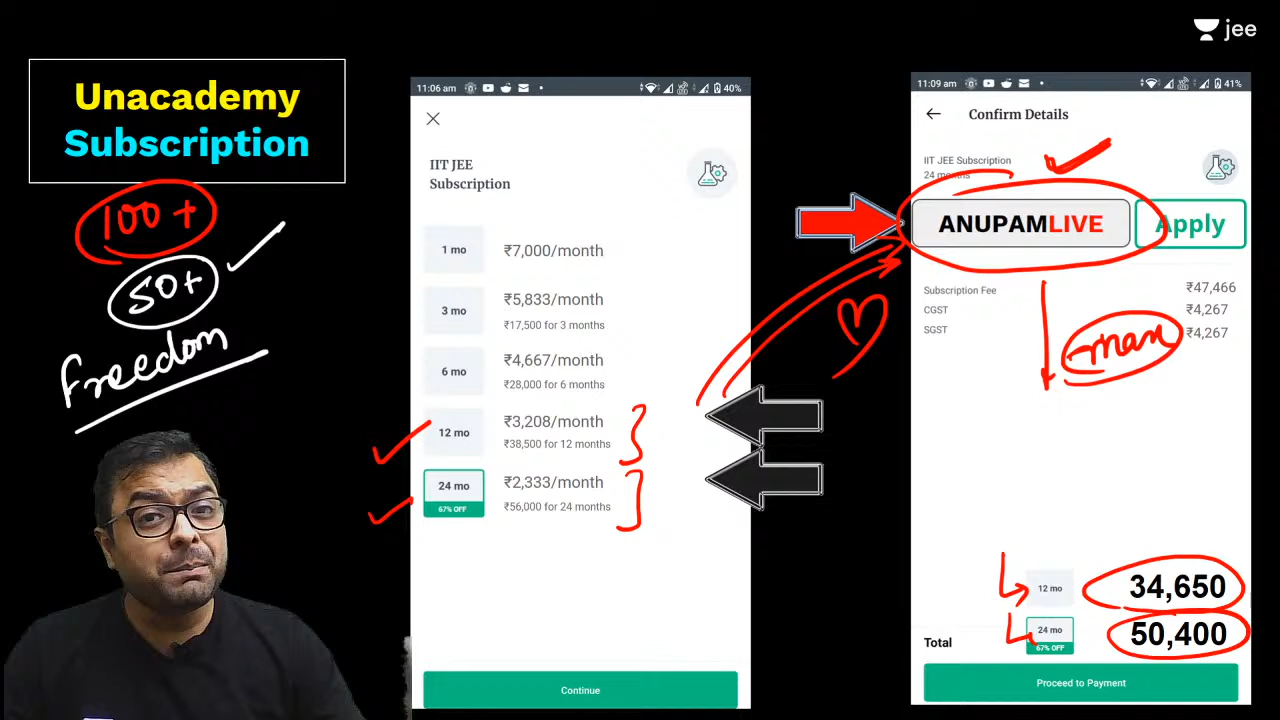 jee
Unacademy
Subscription
100+
50+
Freedom
11:06 am
40%
IIT JEE
Subscription
1 mo
₹7,000/month
3 mo
₹5,833/month
₹17,500 for 3 months
6 mo
₹4,667/month
₹28,000 for 6 months
12 mo
₹3,208/month
₹38,500 for 12 months
24 mo
67% OFF
₹2,333/month
₹56,000 for 24 months
Continue
11:09 am
41%
Confirm Details
IIT JEE Subscription
24 months
ANUPAMLIVE
Apply
Subscription Fee
₹47,466
CGST
₹4,267
SGST
₹4,267
max
12 mo
34,650
Total
24 mo
67% OFF
50,400
Proceed to Payment